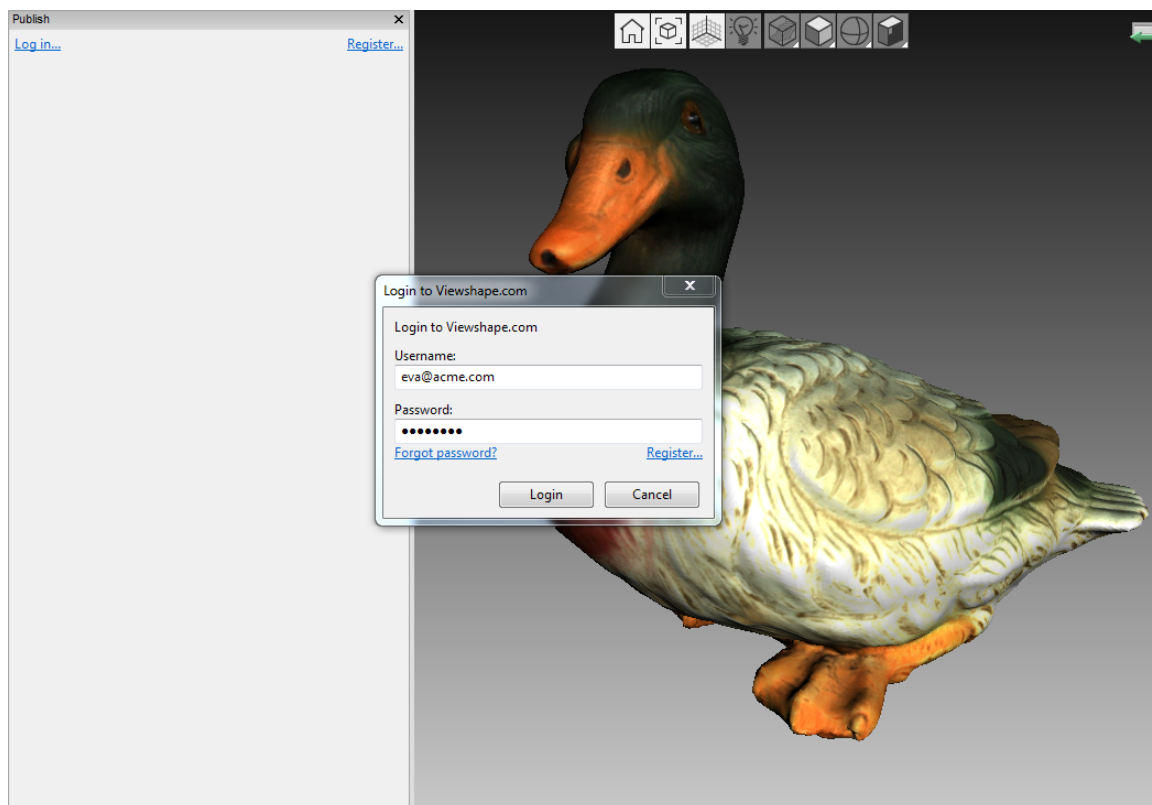 Publish
Log in... Register...
Login to Viewshape.com
Login to Viewshape.com
Username:
eva@acme.com
Password:
●●●●●●●●
Forgot password? Register...
Login Cancel